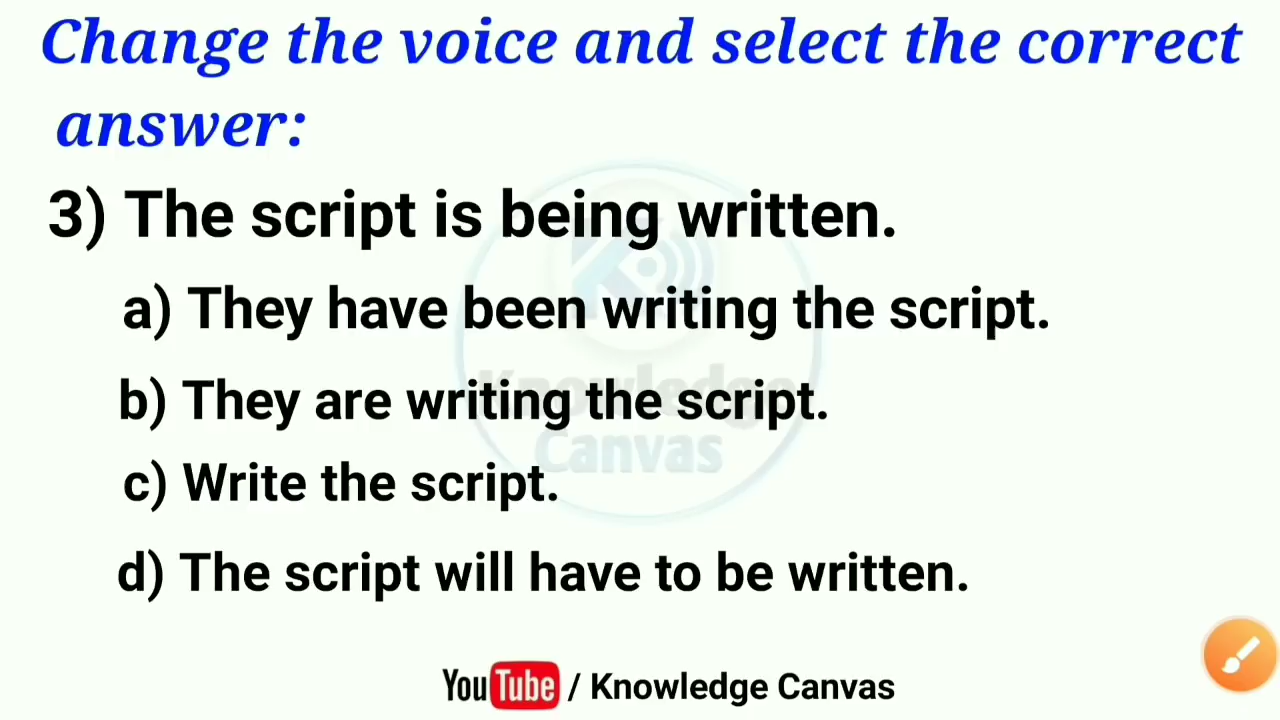 Change the voice and select the correct
answer:
3) The script is being written.
a) They have been writing the script.
b) They are writing the script.
Knowledge
c) Write the script.
Canvas
d) The script will have to be written.
YouTube / Knowledge Canvas